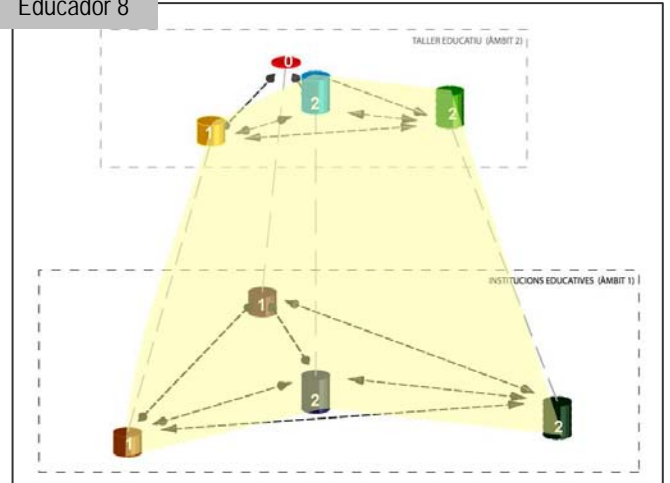 Educador 8
TALLER EDUCATIU (ÀMBIT 2)
0
2
2
1
INSTITUCIONS EDUCATIVES (ÀMBIT 1)
1
2
2
1